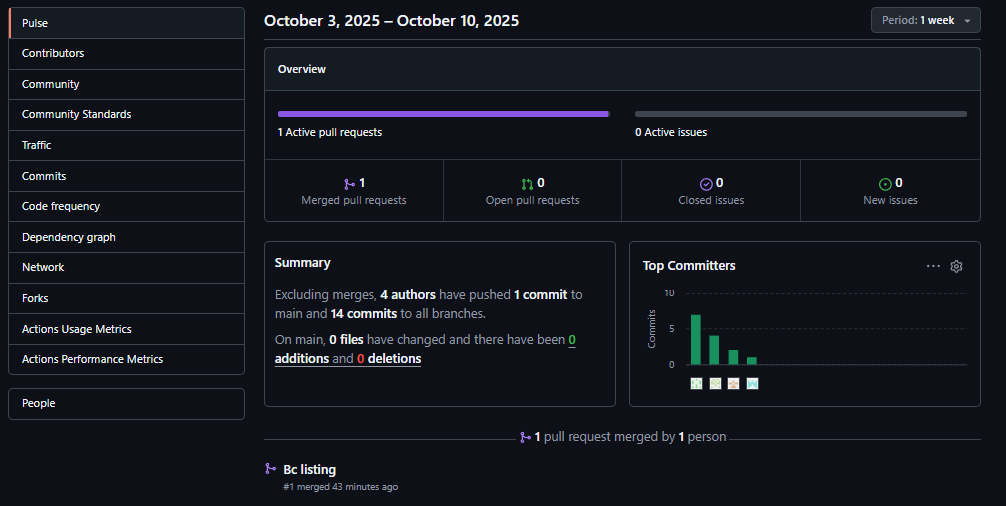 Pulse
Contributors
Community
Community Standards
Traffic
Commits
Code frequency
Dependency graph
Network
Forks
Actions Usage Metrics
Actions Performance Metrics
People
October 3, 2025 – October 10, 2025
Period: 1 week
Overview
1 Active pull requests
0 Active issues
1
Merged pull requests
0
Open pull requests
0
Closed issues
0
New issues
Summary
Excluding merges, 4 authors have pushed 1 commit to
main and 14 commits to all branches.
On main, 0 files have changed and there have been 0
additions and 0 deletions
Top Committers
Commits
10
5
0
1 pull request merged by 1 person
Bc listing
#1 merged 43 minutes ago